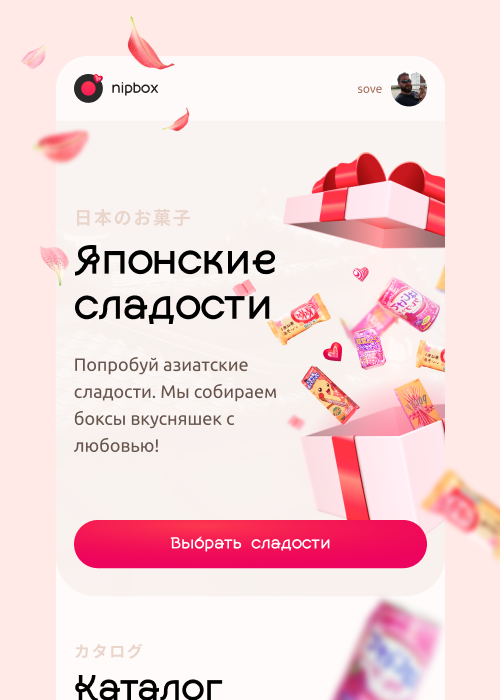 nipbox
sove
日本のお菓子
Японские
сладости
Попробуй азиатские
сладости. Мы собираем
боксы вкусняшек с
любовью!
Выбрать сладости
カタログ
Каталог